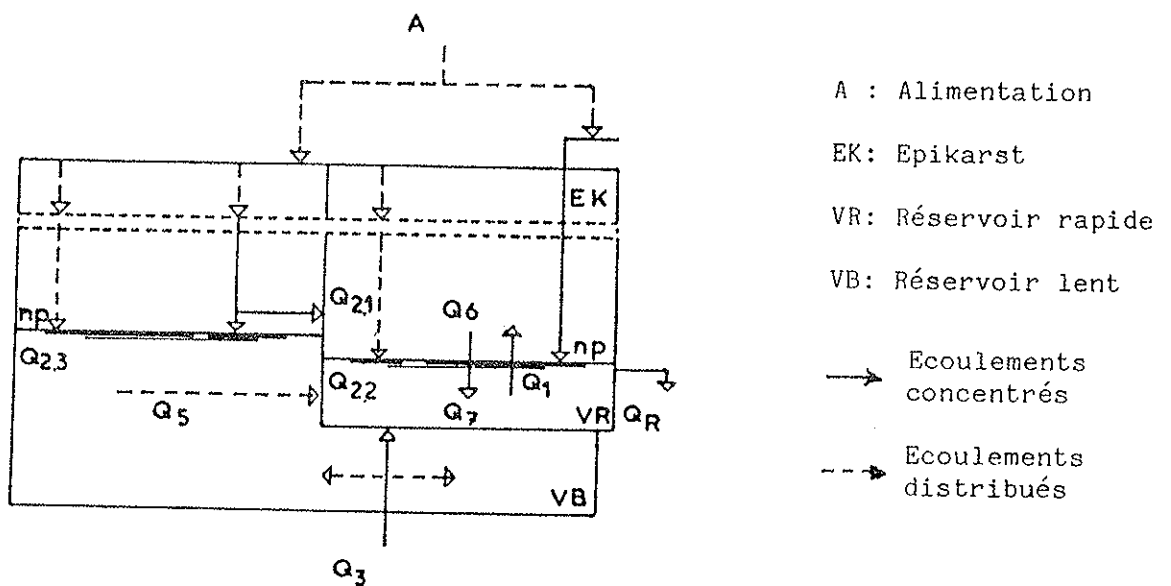 A
EK
np
Q2,1
Q6
np
Q2,3
Q2,2
Q1
Q5
Q7
VR
QR
VB
Q3
A : Alimentation
EK: Epikarst
VR: Réservoir rapide
VB: Réservoir lent
Ecoulements
concentrés
Ecoulements
distribués